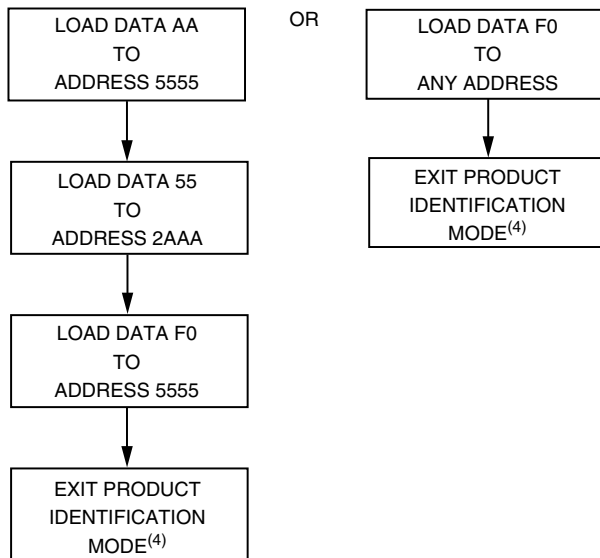 LOAD DATA AA
TO
ADDRESS 5555
LOAD DATA 55
TO
ADDRESS 2AAA
LOAD DATA F0
TO
ADDRESS 5555
EXIT PRODUCT
IDENTIFICATION
MODE(4)
OR
LOAD DATA F0
TO
ANY ADDRESS
EXIT PRODUCT
IDENTIFICATION
MODE(4)